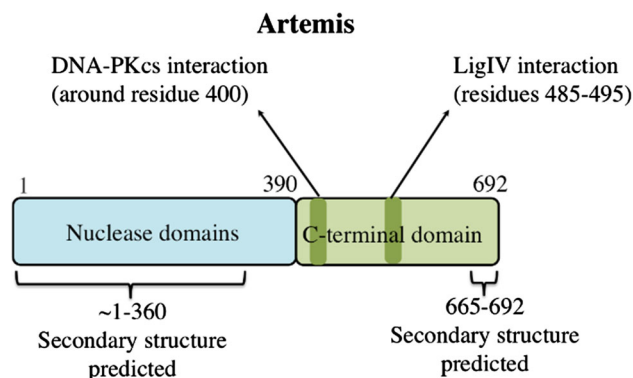 Artemis
DNA-PKcs interaction
(around residue 400)
LigIV interaction
(residues 485-495)
1
390
692
Nuclease domains
C-terminal domain
~1-360
Secondary structure
predicted
665-692
Secondary structure
predicted